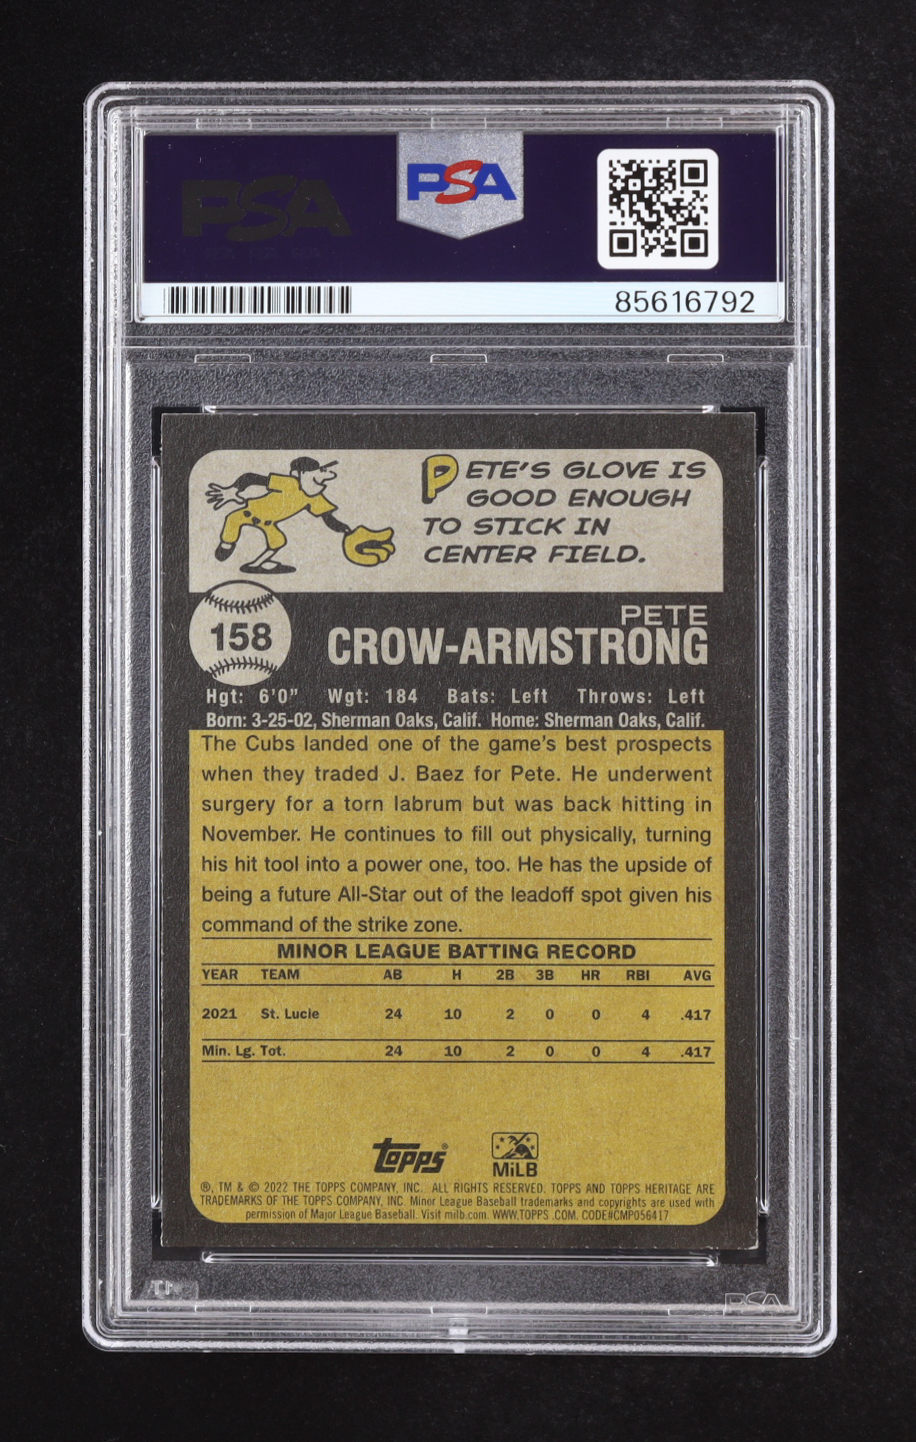 PSA
PSA
85616792
PETE'S GLOVE IS
GOOD ENOUGH
TO STICK IN
CENTER FIELD.
158
PETE
CROW-ARMSTRONG
Hgt: 6'0" Wgt: 184 Bats: Left Throws: Left
Born: 3-25-02, Sherman Oaks, Calif. Home: Sherman Oaks, Calif.
The Cubs landed one of the game's best prospects
when they traded J. Baez for Pete. He underwent
surgery for a torn labrum but was back hitting in
November. He continues to fill out physically, turning
his hit tool into a power one, too. He has the upside of
being a future All-Star out of the leadoff spot given his
command of the strike zone.
MINOR LEAGUE BATTING RECORD
YEAR TEAM AB H 2B 3B HR RBI AVG
2021 St. Lucie 24 10 2 0 0 4 .417
Min. Lg. Tot. 24 10 2 0 0 4 .417
Topps® MiLB
®, TM & © 2022 THE TOPPS COMPANY, INC. ALL RIGHTS RESERVED. TOPPS AND TOPPS HERITAGE ARE
TRADEMARKS OF THE TOPPS COMPANY, INC. Minor League Baseball trademarks and copyrights are used with
permission of Major League Baseball. Visit milb.com. WWW.TOPPS.COM. CODE#CMP056417
PSA